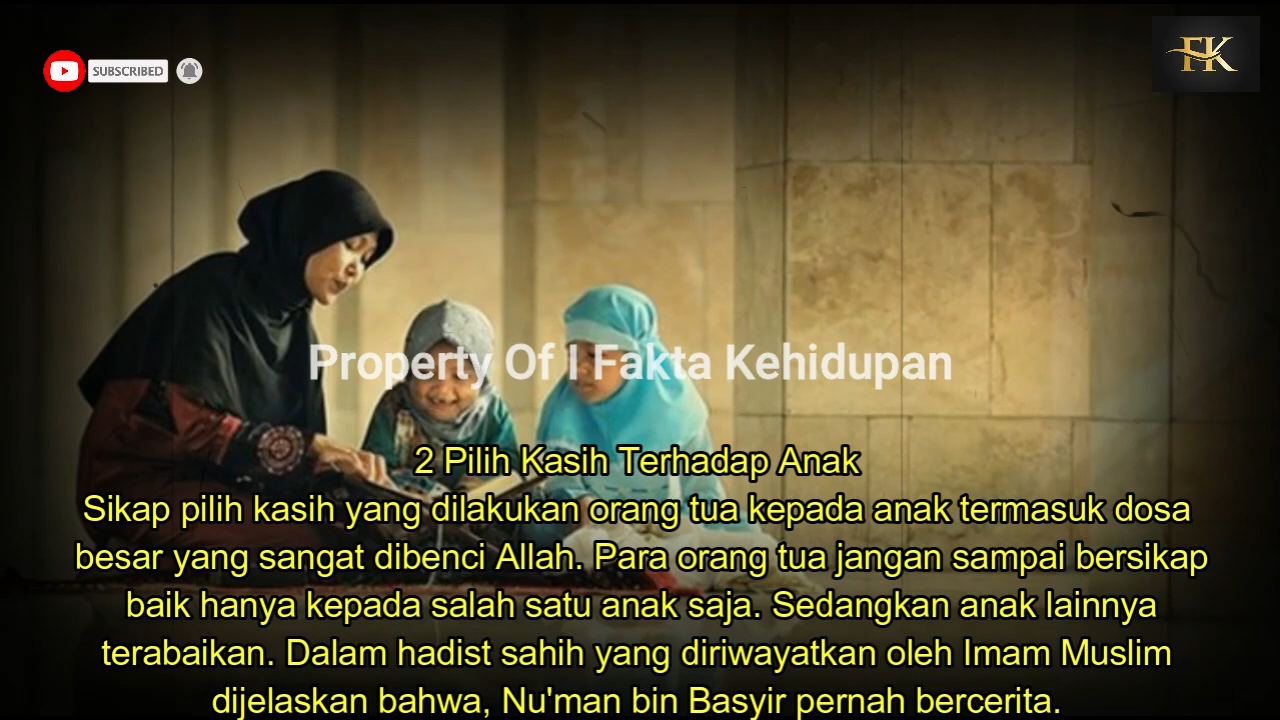 SUBSCRIBED
FK
Property Of I Fakta Kehidupan
2 Pilih Kasih Terhadap Anak
Sikap pilih kasih yang dilakukan orang tua kepada anak termasuk dosa
besar yang sangat dibenci Allah. Para orang tua jangan sampai bersikap
baik hanya kepada salah satu anak saja. Sedangkan anak lainnya
terabaikan. Dalam hadist sahih yang diriwayatkan oleh Imam Muslim
dijelaskan bahwa, Nu'man bin Basyir pernah bercerita.